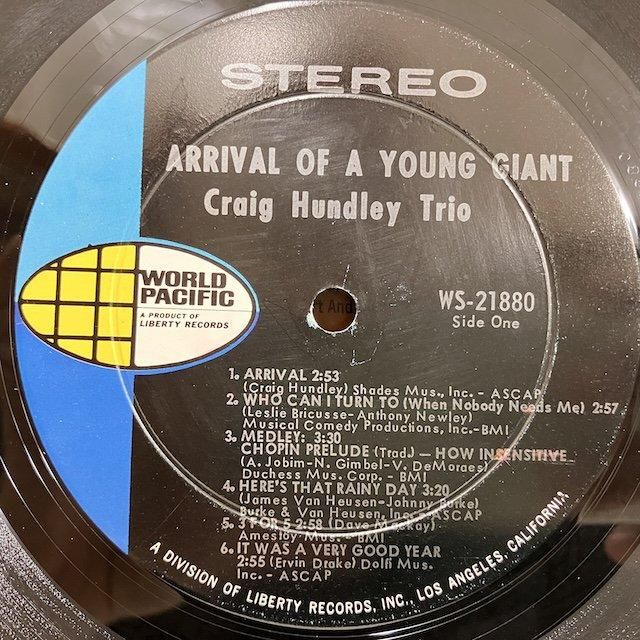 STEREO
ARRIVAL OF A YOUNG GIANT
Craig Hundley Trio
WORLD
PACIFIC
A PRODUCT OF
LIBERTY RECORDS
WS-21880
Side One
1. ARRIVAL 2:53
(Craig Hundley) Shades Mus., Inc. - ASCAP
2. WHO CAN I TURN TO (When Nobody Needs Me) 2:57
(Leslie Bricusse-Anthony Newley)
Musical Comedy Productions, Inc.-BMI
3. MEDLEY: 3:30
CHOPIN PRELUDE (Trad.) — HOW INSENSITIVE
(A. Jobim-N. Gimbel-V. DeMoraes)
Duchess Mus. Corp. - BMI
4. HERE'S THAT RAINY DAY 3:20
(James Van Heusen-Johnny Burke)
Burke & Van Heusen, Inc. - ASCAP
5. 3 FOR 5 2:58 (Dave MacKay)
Amesloy Mus. - BMI
6. IT WAS A VERY GOOD YEAR
2:55 (Ervin Drake) Dolfi Mus.
Inc. - ASCAP
A DIVISION OF LIBERTY RECORDS, INC., LOS ANGELES, CALIFORNIA